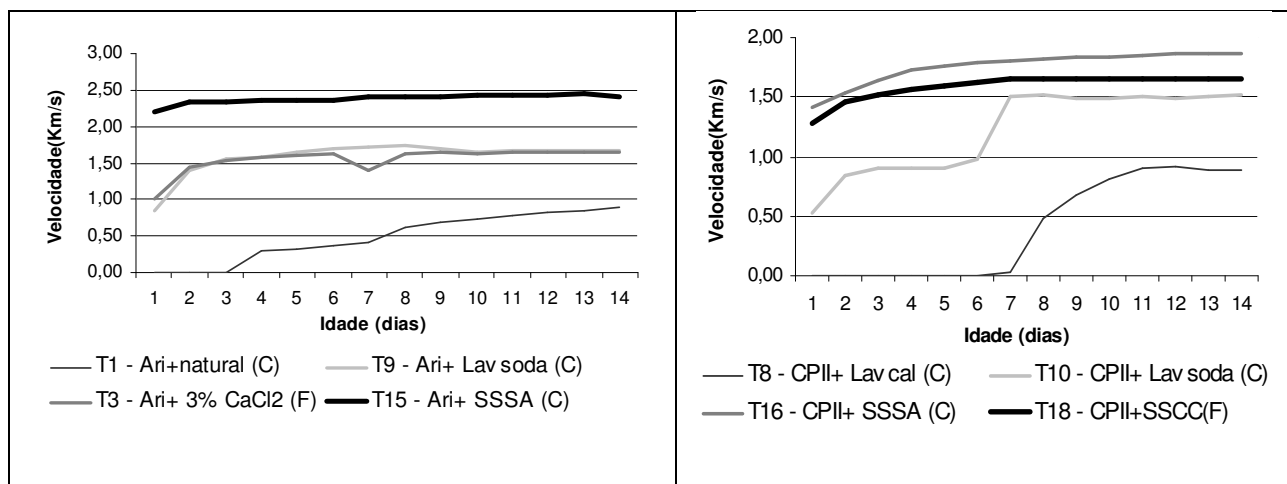 3,00
2,50
2,00
1,50
1,00
0,50
0,00
Velocidade(Km/s)
1 2 3 4 5 6 7 8 9 10 11 12 13 14
Idade (dias)
T1 - Ari+natural (C)
T9 - Ari+ Lav soda (C)
T3 - Ari+ 3% CaCl2 (F)
T15 - Ari+ SSSA (C)
2,00
1,50
1,00
0,50
0,00
Velocidade(Km/s)
1 2 3 4 5 6 7 8 9 10 11 12 13 14
Idade (dias)
T8 - CPII+ Lav cal (C)
T10 - CPII+ Lav soda (C)
T16 - CPII+ SSSA (C)
T18 - CPII+SSCC(F)